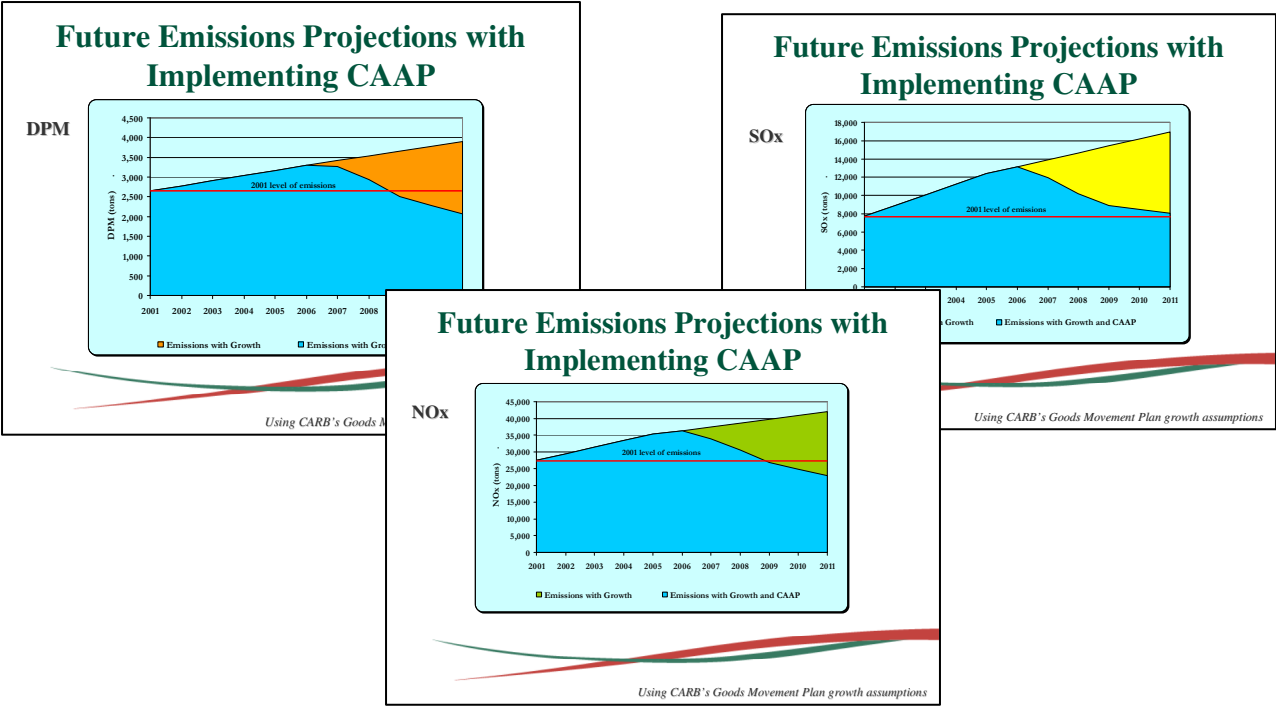 Future Emissions Projections with
Implementing CAAP
DPM
4,500
4,000
3,500
3,000
2,500
2,000
1,500
1,000
500
0
DPM (tons)
2001 level of emissions
2001 2002 2003 2004 2005 2006 2007 2008
Emissions with Growth
Emissions with Gro
Using CARB's Goods M
Future Emissions Projections with
Implementing CAAP
SOx
18,000
16,000
14,000
12,000
10,000
8,000
6,000
4,000
2,000
0
SOx (tons)
2001 level of emissions
2004 2005 2006 2007 2008 2009 2010 2011
Growth
Emissions with Growth and CAAP
Using CARB's Goods Movement Plan growth assumptions
Future Emissions Projections with
Implementing CAAP
NOx
45,000
40,000
35,000
30,000
25,000
20,000
15,000
10,000
5,000
0
NOx (tons)
2001 level of emissions
2001 2002 2003 2004 2005 2006 2007 2008 2009 2010 2011
Emissions with Growth
Emissions with Growth and CAAP
Using CARB's Goods Movement Plan growth assumptions